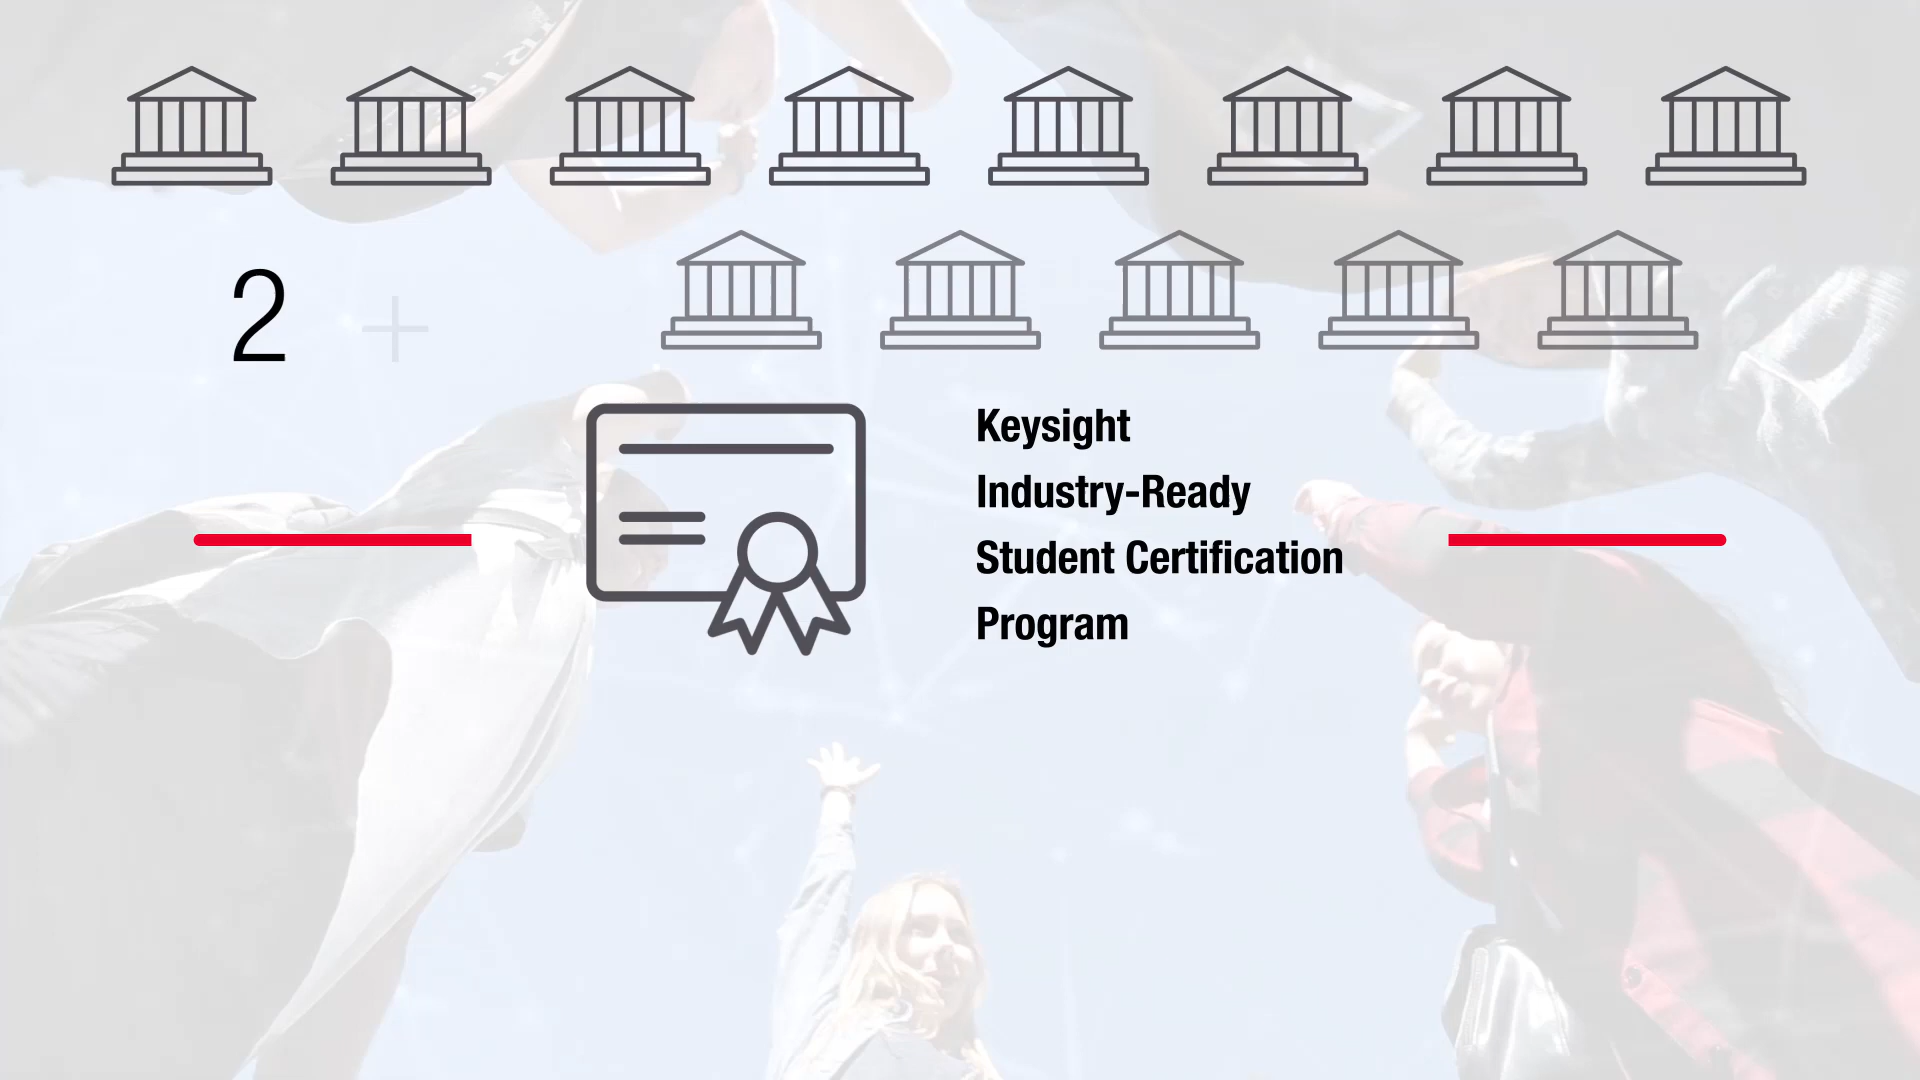 2 +
Keysight
Industry-Ready
Student Certification
Program